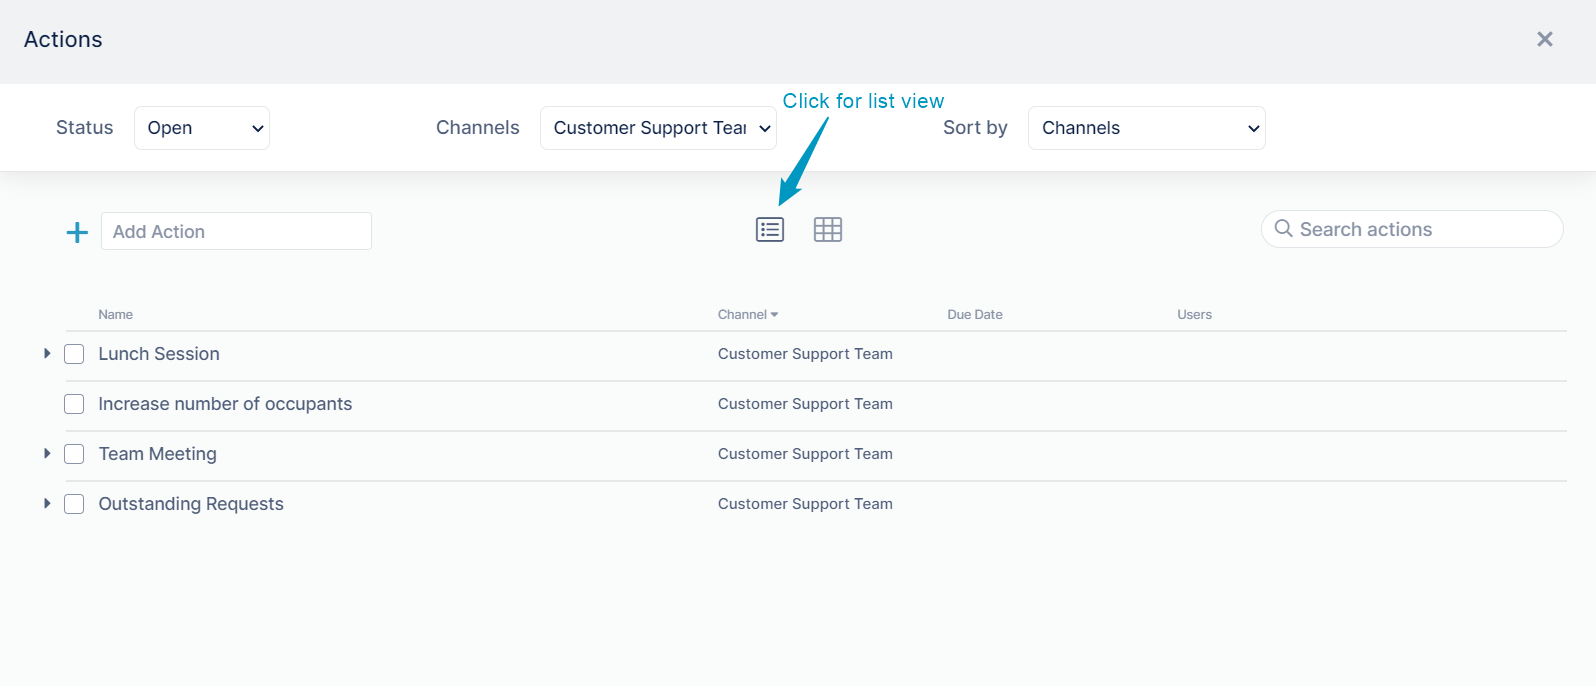 Actions
Click for list view
Status Open Channels Customer Support Tear Sort by Channels
Add Action Search actions
Name Channel Due Date Users
Lunch Session Customer Support Team
Increase number of occupants Customer Support Team
Team Meeting Customer Support Team
Outstanding Requests Customer Support Team